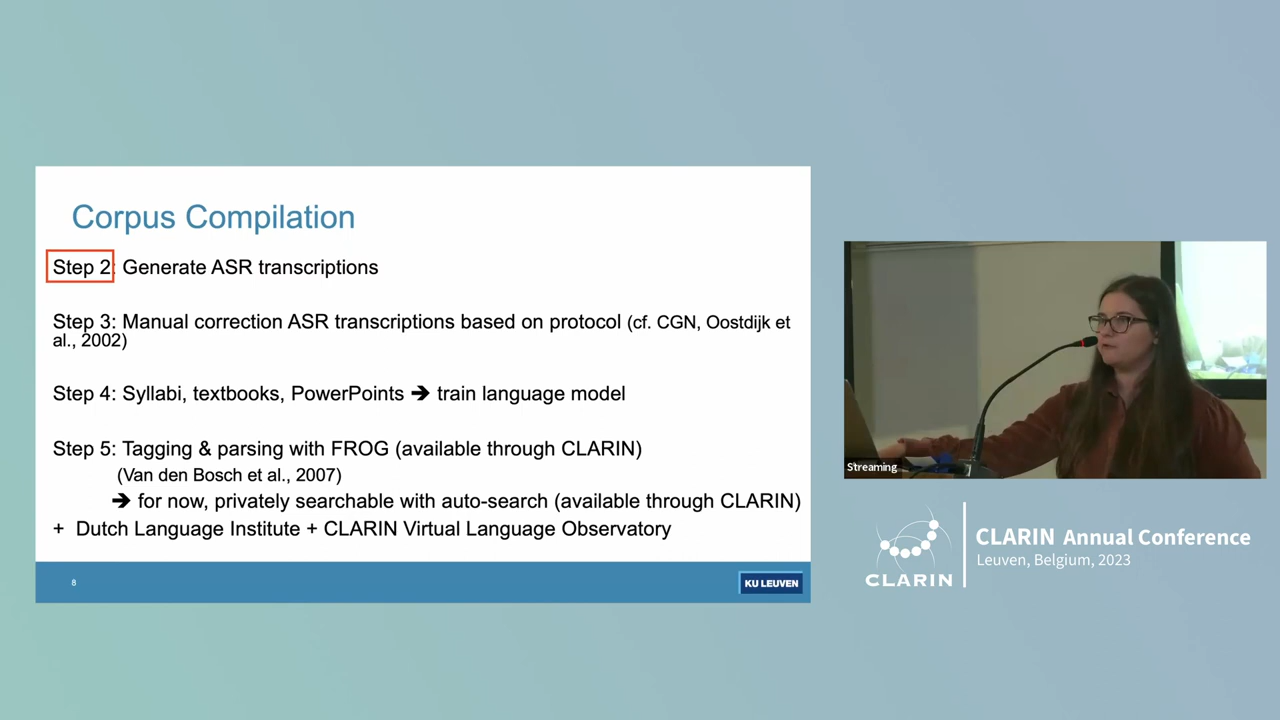 Corpus Compilation
Step 2: Generate ASR transcriptions
Step 3: Manual correction ASR transcriptions based on protocol (cf. CGN, Oostdijk et
al., 2002)
Step 4: Syllabi, textbooks, PowerPoints ➔ train language model
Step 5: Tagging & parsing with FROG (available through CLARIN)
(Van den Bosch et al., 2007)
➔ for now, privately searchable with auto-search (available through CLARIN)
+ Dutch Language Institute + CLARIN Virtual Language Observatory
8
KU LEUVEN
Streaming
CLARIN
CLARIN Annual Conference
Leuven, Belgium, 2023